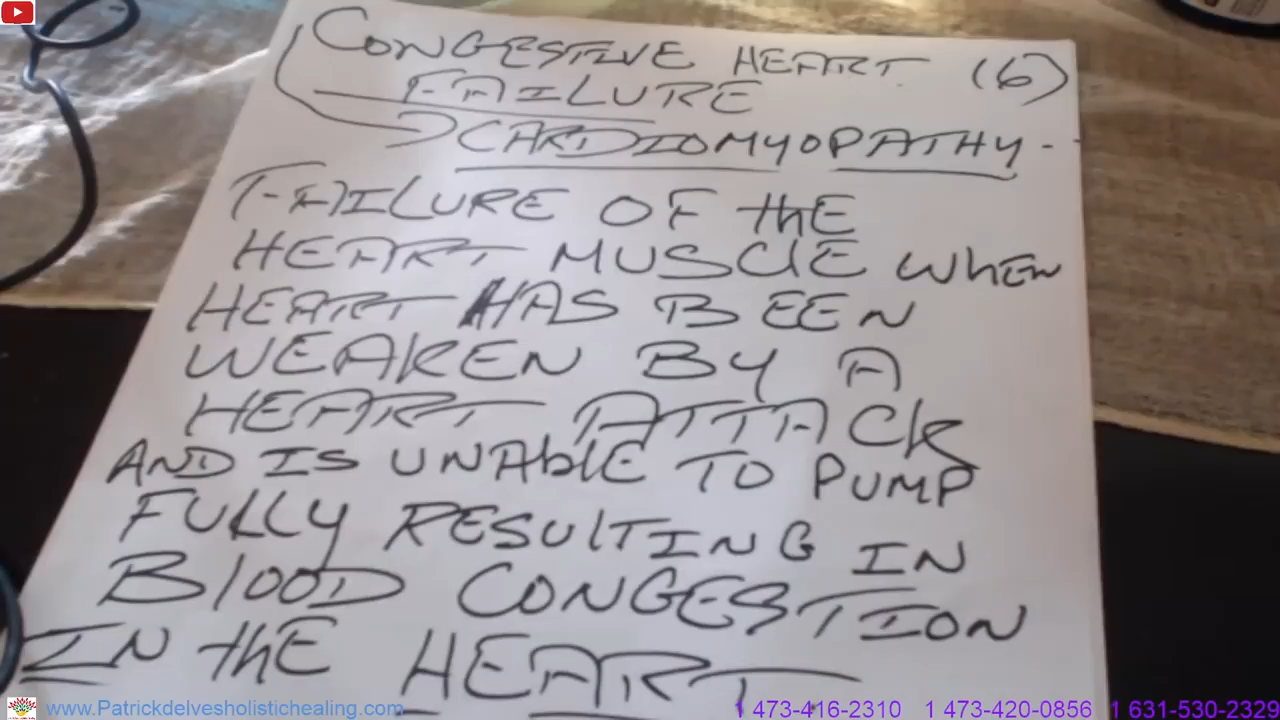 CONGESTIVE HEART (6)
FAILURE
CARDIOMYOPATHY-
FAILURE OF thE
HEART MUSCLE WhEN
HEART HAS BEEN
WEAKEN BY A
HEART ATTACK
AND IS UNABLE TO PUMP
FULLY RESULTING IN
BLOOD CONGESTION
IN thE HEART
www.Patrickdelvesholistichealing.com
1 473-416-2310 1 473-420-0856 1 631-530-2329